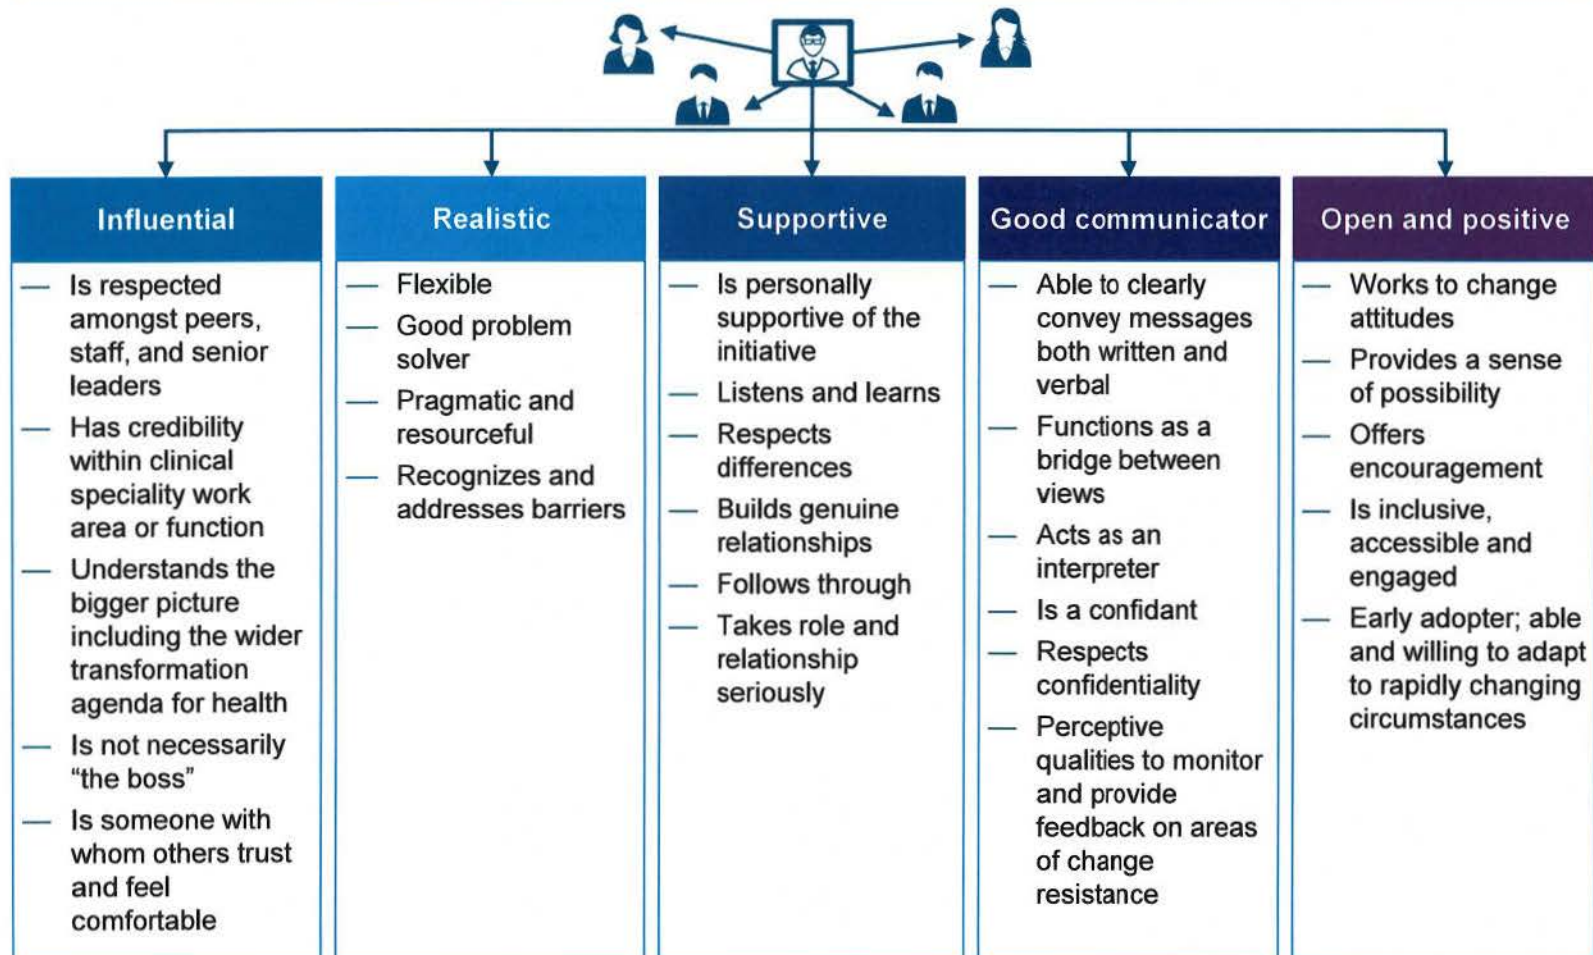 Influential
— Is respected
amongst peers,
staff, and senior
leaders
— Has credibility
within clinical
speciality work
area or function
— Understands the
bigger picture
including the wider
transformation
agenda for health
— Is not necessarily
“the boss”
— Is someone with
whom others trust
and feel
comfortable
Realistic
— Flexible
— Good problem
solver
— Pragmatic and
resourceful
— Recognizes and
addresses barriers
Supportive
— Is personally
supportive of the
initiative
— Listens and learns
— Respects
differences
— Builds genuine
relationships
— Follows through
— Takes role and
relationship
seriously
Good communicator
— Able to clearly
convey messages
both written and
verbal
— Functions as a
bridge between
views
— Acts as an
interpreter
— Is a confidant
— Respects
confidentiality
— Perceptive
qualities to monitor
and provide
feedback on areas
of change
resistance
Open and positive
— Works to change
attitudes
— Provides a sense
of possibility
— Offers
encouragement
— Is inclusive,
accessible and
engaged
— Early adopter; able
and willing to adapt
to rapidly changing
circumstances